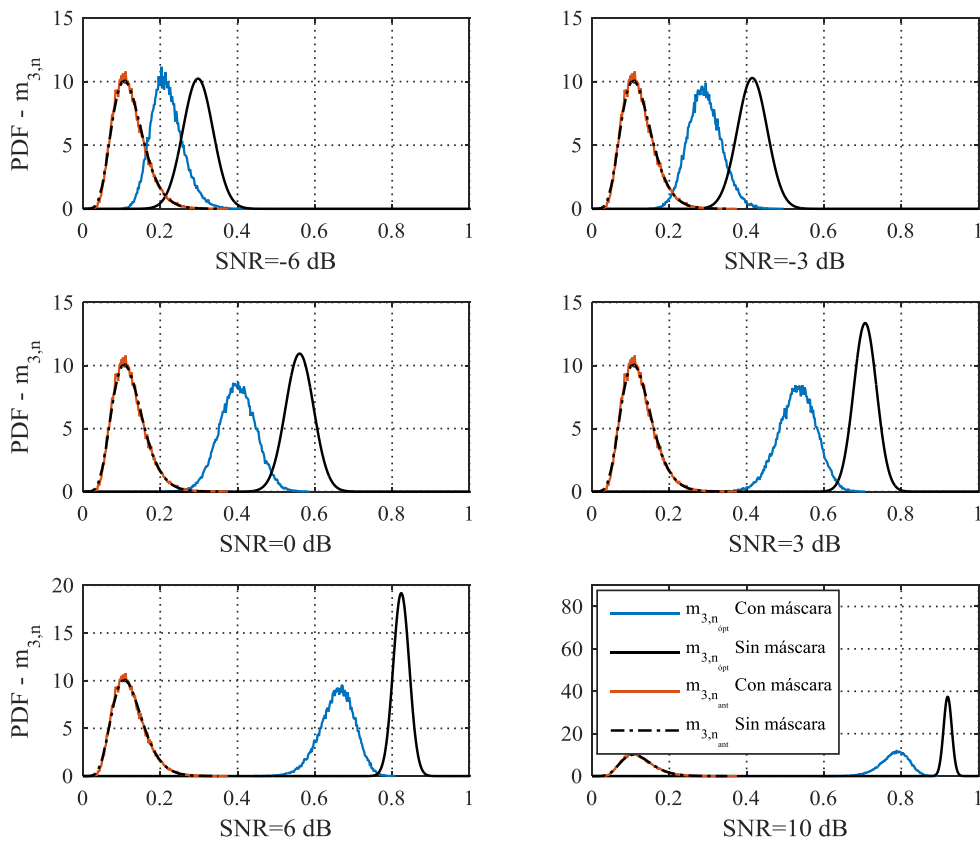 15
10
5
0
PDF - m3,n
0 0.2 0.4 0.6 0.8 1
SNR=-6 dB
15
10
5
0
0 0.2 0.4 0.6 0.8 1
SNR=-3 dB
15
10
5
0
PDF - m3,n
0 0.2 0.4 0.6 0.8 1
SNR=0 dB
15
10
5
0
0 0.2 0.4 0.6 0.8 1
SNR=3 dB
20
15
10
5
0
PDF - m3,n
0 0.2 0.4 0.6 0.8 1
SNR=6 dB
80
60
40
20
0
m3,nópt Con máscara
m3,nópt Sin máscara
m3,nant Con máscara
m3,nant Sin máscara
0 0.2 0.4 0.6 0.8 1
SNR=10 dB